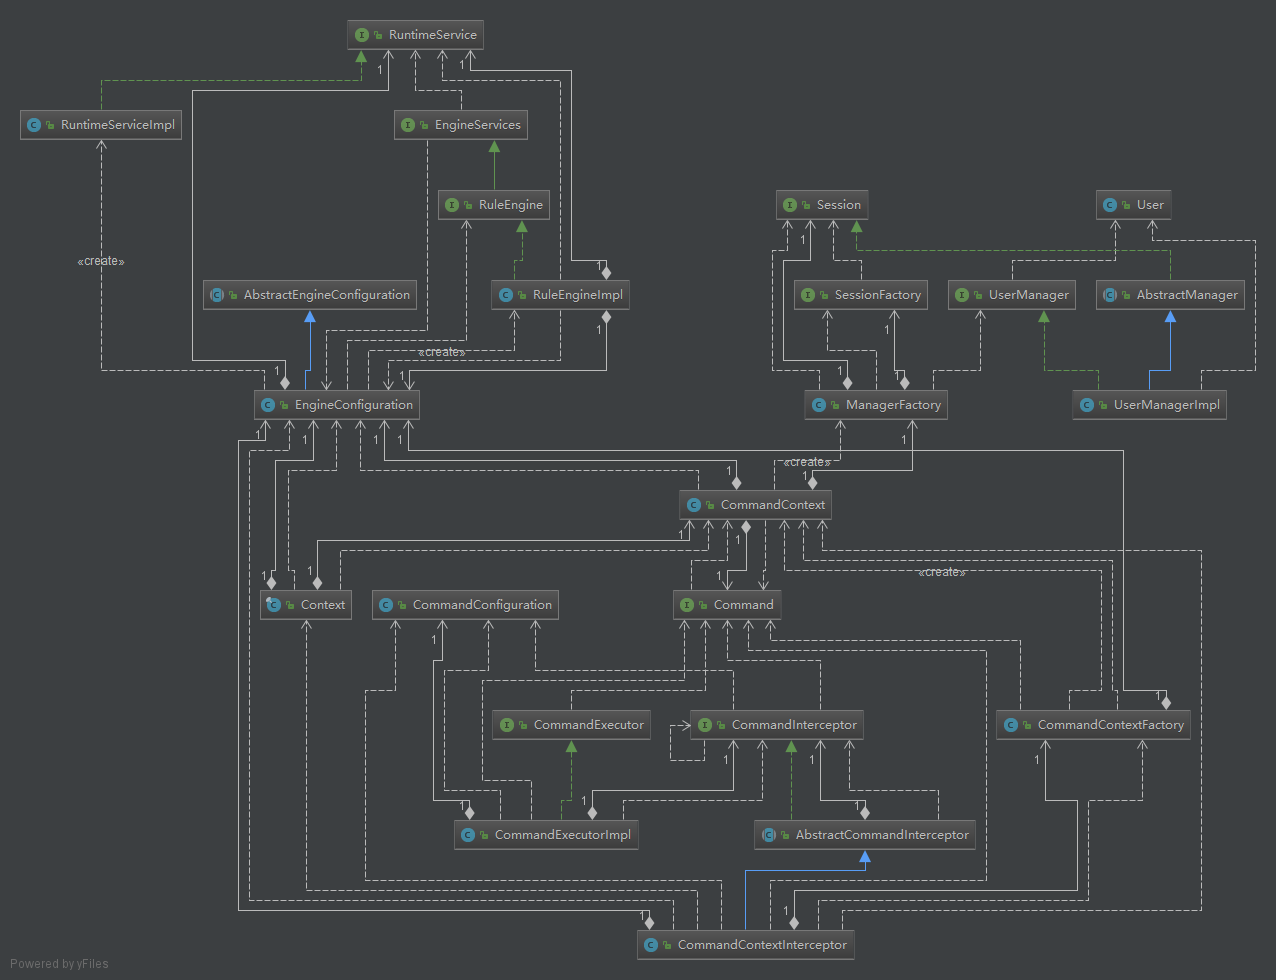 RuntimeService
1
1
RuntimeServiceImpl
EngineServices
RuleEngine
Session
User
1
«create»
1
AbstractEngineConfiguration
RuleEngineImpl
SessionFactory
UserManager
AbstractManager
1
«create»
1
1
1
1
1
EngineConfiguration
ManagerFactory
UserManagerImpl
1
1
1
1
1
«create»
1
1
CommandContext
1
1
«create»
1
1
1
Context
CommandConfiguration
Command
1
1
CommandExecutor
CommandInterceptor
CommandContextFactory
1
1
1
1
1
1
CommandExecutorImpl
AbstractCommandInterceptor
1
1
CommandContextInterceptor
Powered by yFiles